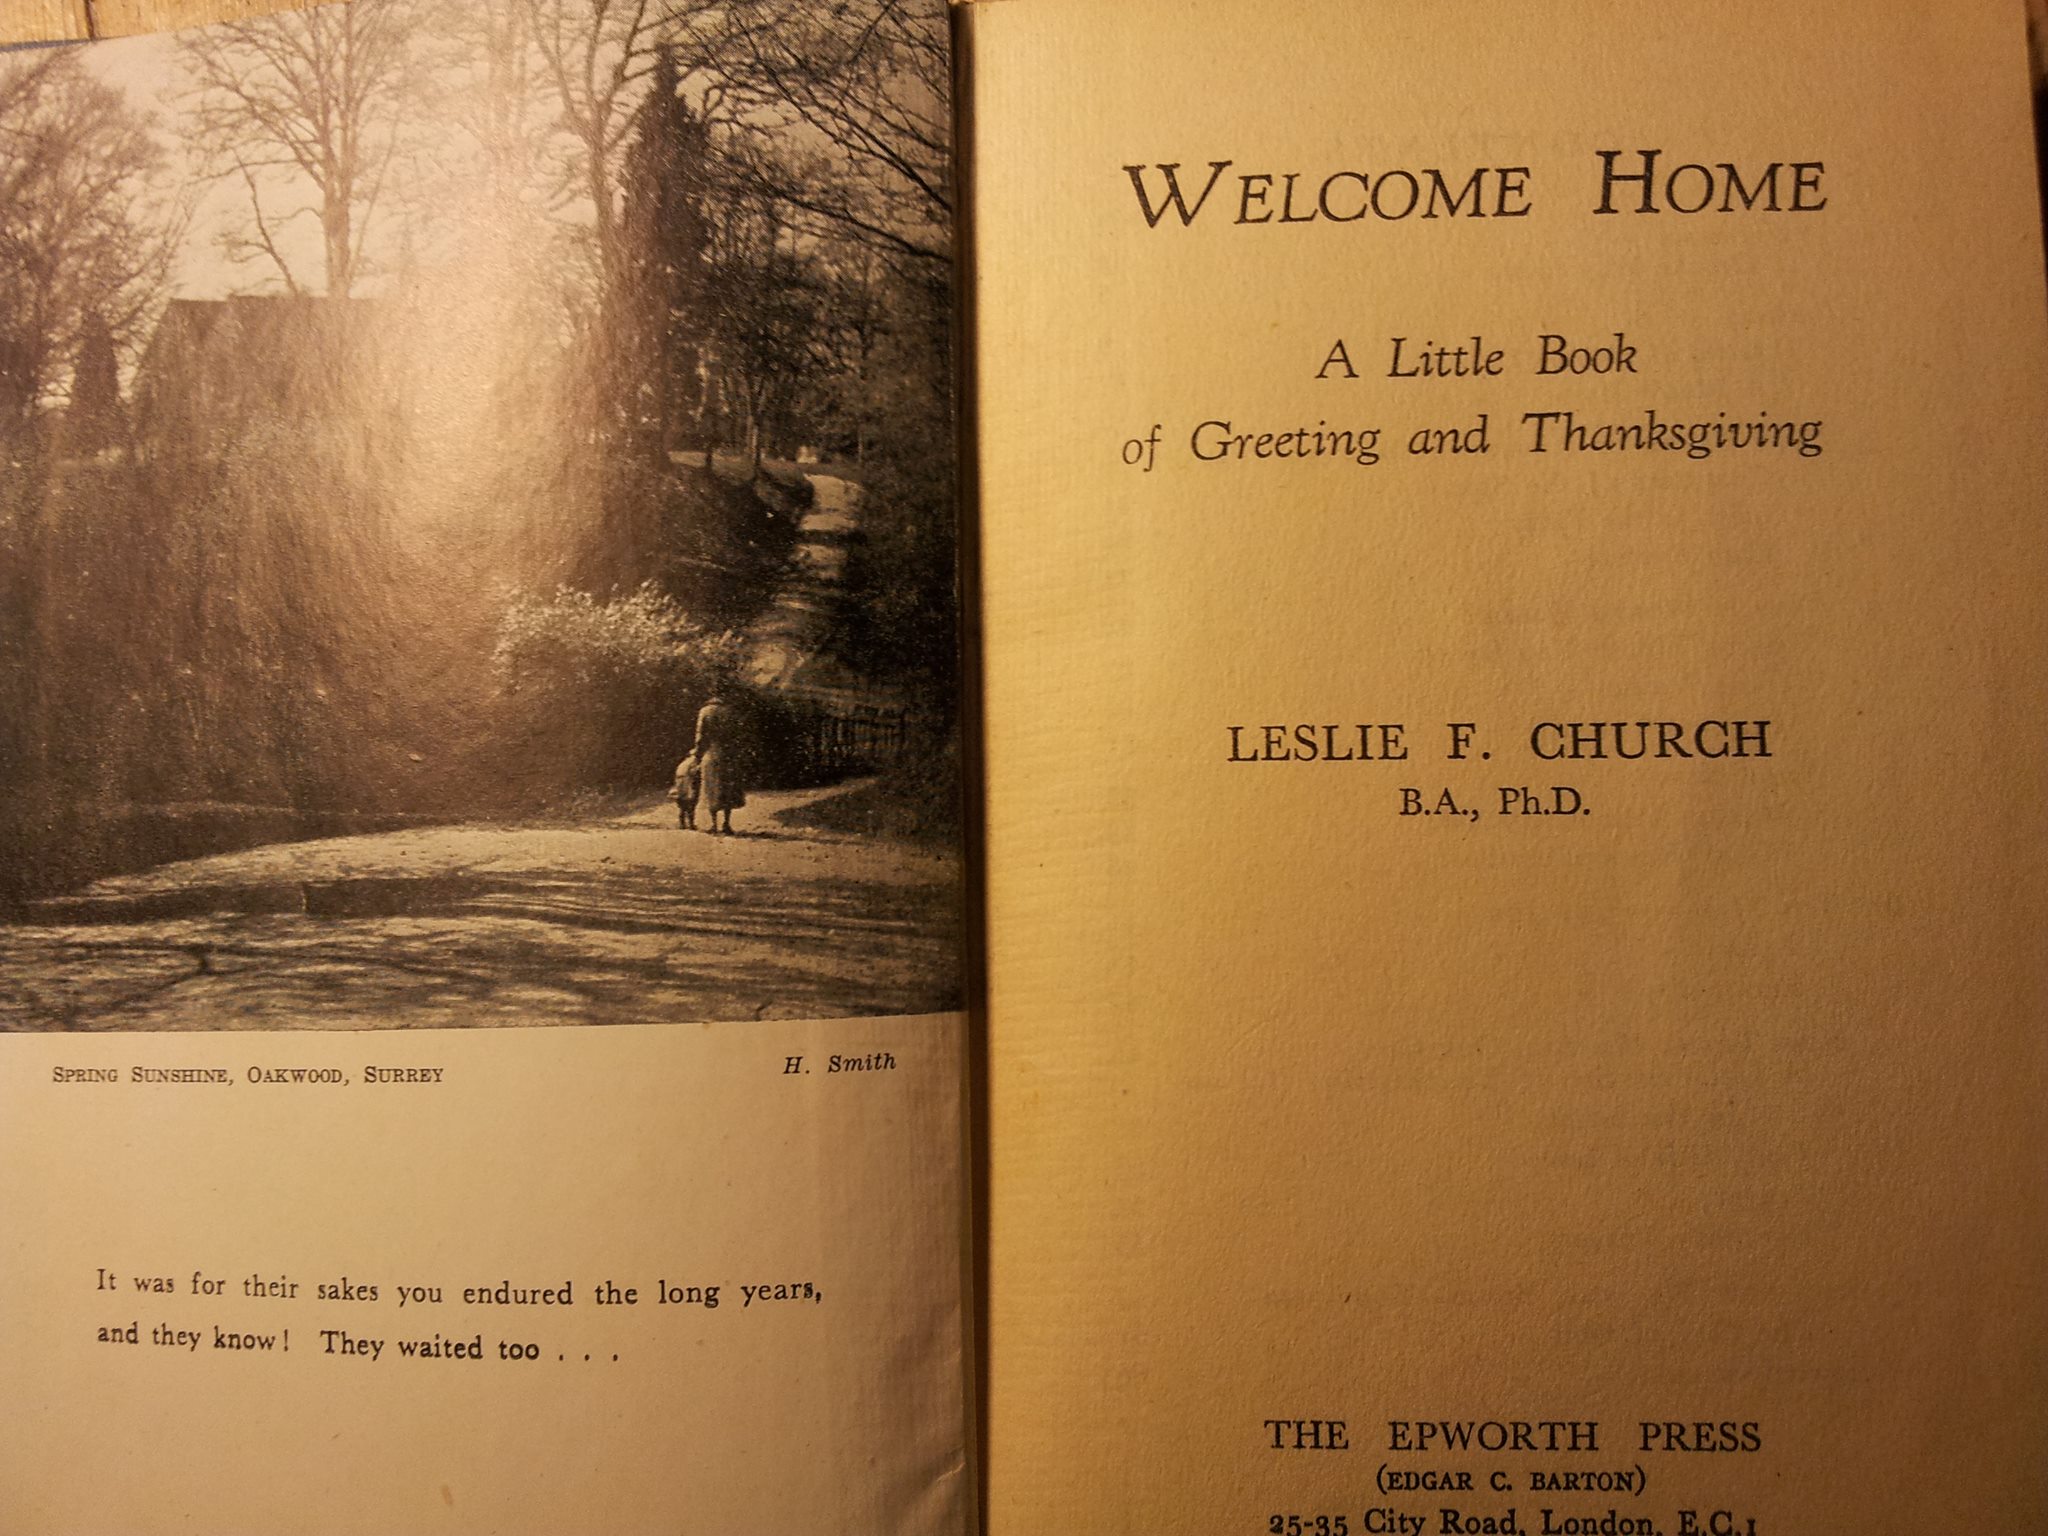 SPRING SUNSHINE, OAKWOOD, SURREY H. Smith
It was for their sakes you endured the long years,
and they know! They waited too . . .
WELCOME HOME
A Little Book
of Greeting and Thanksgiving
LESLIE F. CHURCH
B.A., Ph.D.
THE EPWORTH PRESS
(EDGAR C. BARTON)
25-35 City Road, London, E.C.1